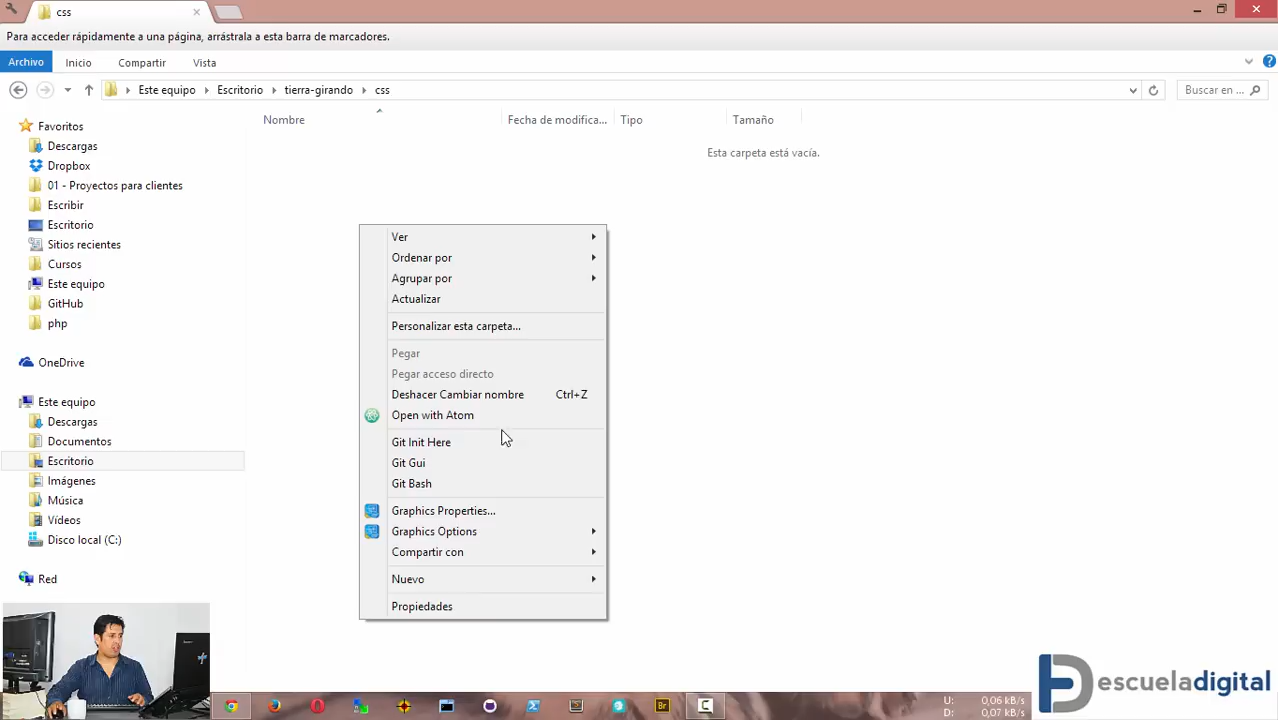 css
Para acceder rápidamente a una página, arrástrala a esta barra de marcadores.
Archivo Inicio Compartir Vista
Este equipo Escritorio tierra-girando css
Buscar en ...
Nombre Fecha de modifica... Tipo Tamaño
Esta carpeta está vacía.
Favoritos
Descargas
Dropbox
01 - Proyectos para clientes
Escribir
Escritorio
Sitios recientes
Cursos
Este equipo
GitHub
php
OneDrive
Este equipo
Descargas
Documentos
Escritorio
Imágenes
Música
Vídeos
Disco local (C:)
Red
Ver
Ordenar por
Agrupar por
Actualizar
Personalizar esta carpeta...
Pegar
Pegar acceso directo
Deshacer Cambiar nombre Ctrl+Z
Open with Atom
Git Init Here
Git Gui
Git Bash
Graphics Properties...
Graphics Options
Compartir con
Nuevo
Propiedades
Br
U: 0,06 kB/s
D: 0,07 kB/s
escueladigital